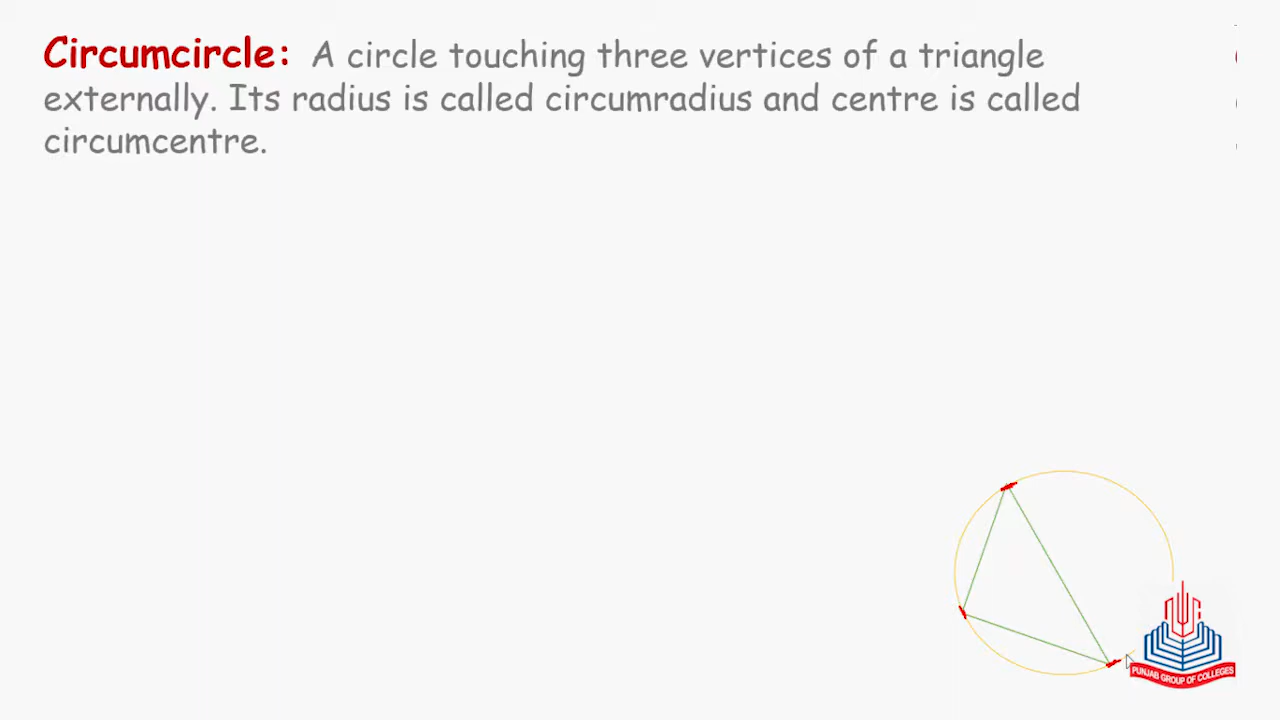 Circumcircle: A circle touching three vertices of a triangle
externally. Its radius is called circumradius and centre is called
circumcentre.
PUNJAB GROUP OF COLLEGES